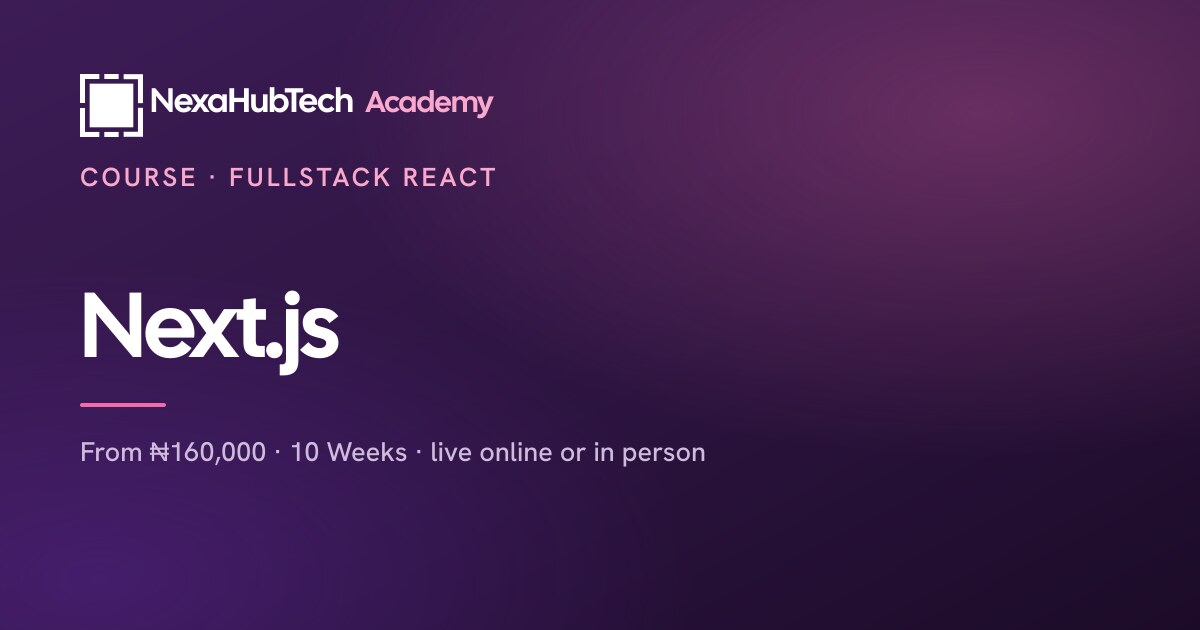 NexaHubTech Academy
COURSE · FULLSTACK REACT
Next.js
From ₦160,000 · 10 Weeks · live online or in person